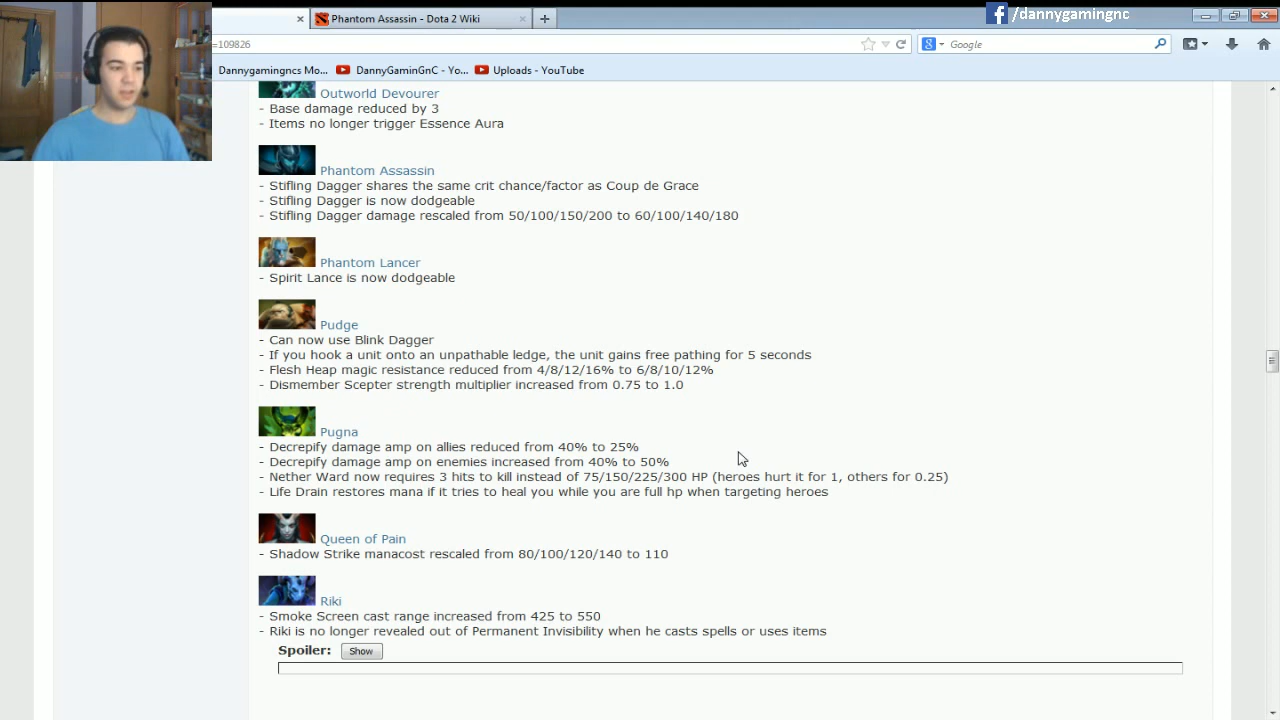 Phantom Assassin - Dota 2 Wiki
/dannygamingnc
=109826
Google
Dannygamingncs Mo...
DannyGaminGnC - Yo...
Uploads - YouTube
Outworld Devourer
- Base damage reduced by 3
- Items no longer trigger Essence Aura
Phantom Assassin
- Stifling Dagger shares the same crit chance/factor as Coup de Grace
- Stifling Dagger is now dodgeable
- Stifling Dagger damage rescaled from 50/100/150/200 to 60/100/140/180
Phantom Lancer
- Spirit Lance is now dodgeable
Pudge
- Can now use Blink Dagger
- If you hook a unit onto an unpathable ledge, the unit gains free pathing for 5 seconds
- Flesh Heap magic resistance reduced from 4/8/12/16% to 6/8/10/12%
- Dismember Scepter strength multiplier increased from 0.75 to 1.0
Pugna
- Decrepify damage amp on allies reduced from 40% to 25%
- Decrepify damage amp on enemies increased from 40% to 50%
- Nether Ward now requires 3 hits to kill instead of 75/150/225/300 HP (heroes hurt it for 1, others for 0.25)
- Life Drain restores mana if it tries to heal you while you are full hp when targeting heroes
Queen of Pain
- Shadow Strike manacost rescaled from 80/100/120/140 to 110
Riki
- Smoke Screen cast range increased from 425 to 550
- Riki is no longer revealed out of Permanent Invisibility when he casts spells or uses items
Spoiler: Show